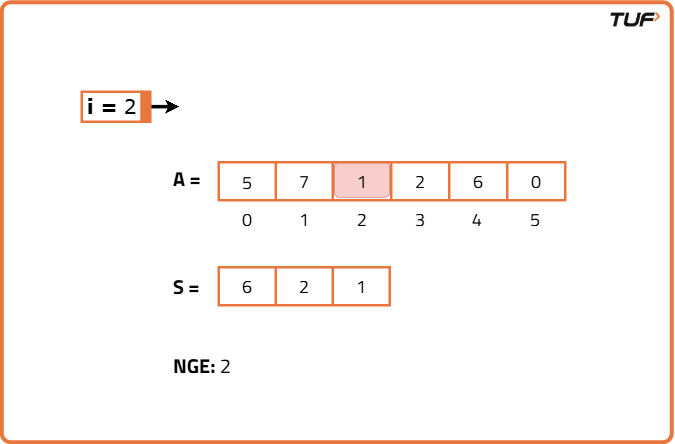 TUF
i = 2
A = 5 7 1 2 6 0
0 1 2 3 4 5
S = 6 2 1
NGE: 2